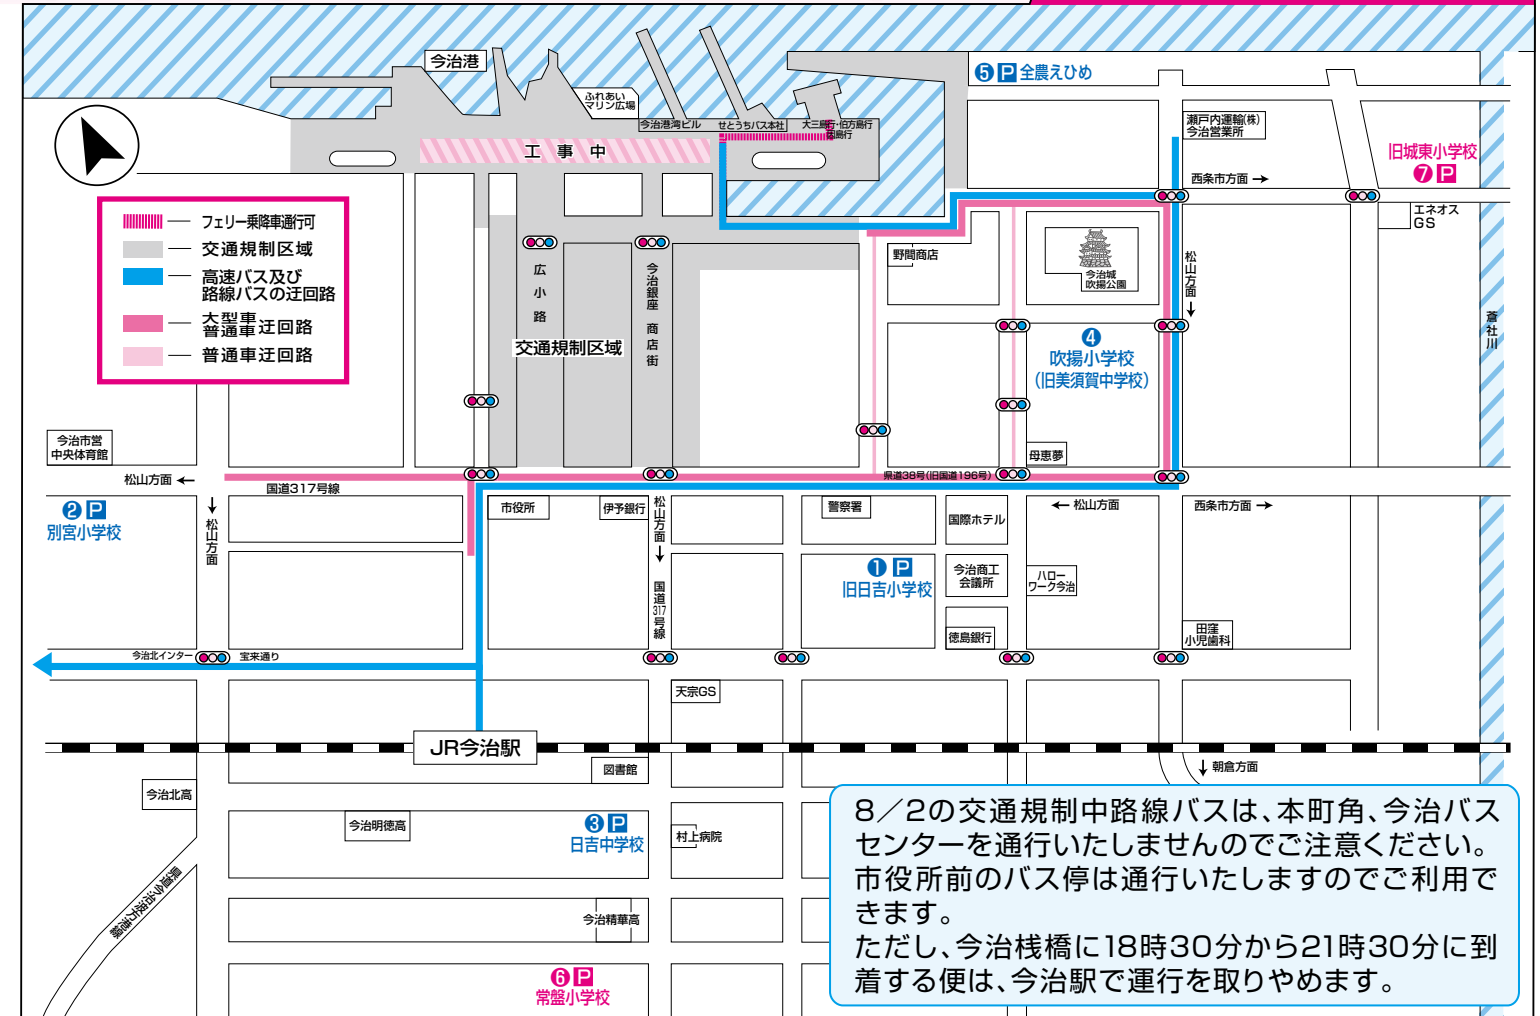 今治港
ふれあい
マリン広場
今治港湾ビル
せとうちバス本社
大三島行・伯方島行
因島行
工事中
❺ P 全農えひめ
瀬戸内運輸(株)
今治営業所
旧城東小学校
❼ P
西条市方面 →
エネオス
GS
フェリー乗降車通行可
交通規制区域
高速バス及び
路線バスの迂回路
大型車
普通車迂回路
普通車迂回路
広小路
今治銀座 商店街
交通規制区域
野間商店
今治城
吹揚公園
松山方面 →
蒼社川
❹
吹揚小学校
(旧美須賀中学校)
今治市営
中央体育館
母恵夢
松山方面 ←
国道317号線
県道38号(旧国道196号)
❷ P
別宮小学校
→ 松山方面
市役所
伊予銀行
松山方面 →
国道317号線
警察署
国際ホテル
← 松山方面
西条市方面 →
❶ P
旧日吉小学校
今治商工
会議所
ハロー
ワーク今治
徳島銀行
田窪
小児歯科
今治北インター
宝来通り
天宗GS
JR今治駅
図書館
↓ 朝倉方面
今治北高
今治明徳高
❸ P
日吉中学校
村上病院
県道今治波方港線
今治精華高
❻ P
常盤小学校
8／2の交通規制中路線バスは、本町角、今治バス
センターを通行いたしませんのでご注意ください。
市役所前のバス停は通行いたしますのでご利用で
きます。
ただし、今治桟橋に18時30分から21時30分に到
着する便は、今治駅で運行を取りやめます。